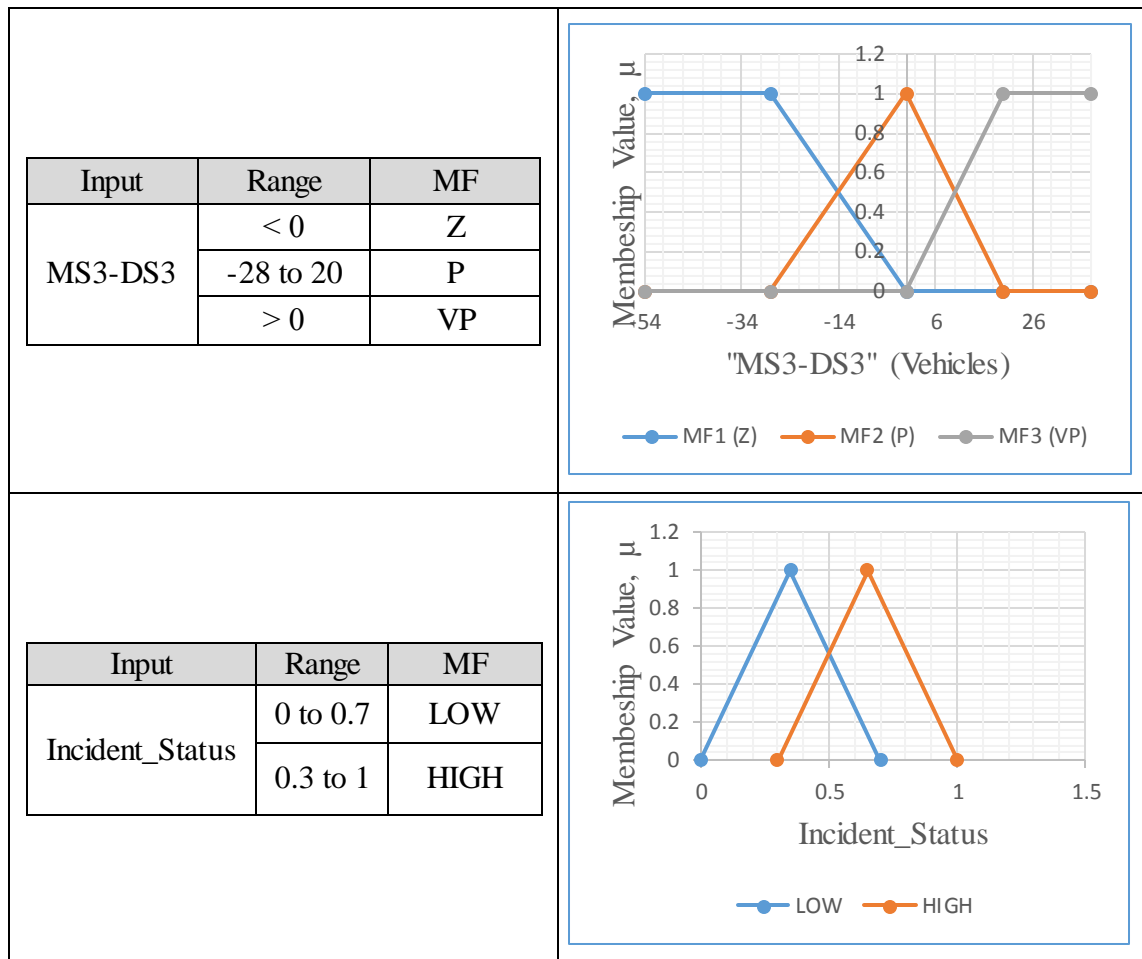 Input Range MF
MS3-DS3
< 0 Z
-28 to 20 P
> 0 VP
Membeship Value, µ
1.2
1
0.8
0.6
0.4
0.2
0
-54 -34 -14 6 26
"MS3-DS3" (Vehicles)
MF1 (Z) MF2 (P) MF3 (VP)
Input Range MF
Incident_Status
0 to 0.7 LOW
0.3 to 1 HIGH
Membeship Value, µ
1.2
1
0.8
0.6
0.4
0.2
0
0 0.5 1 1.5
Incident_Status
LOW HIGH